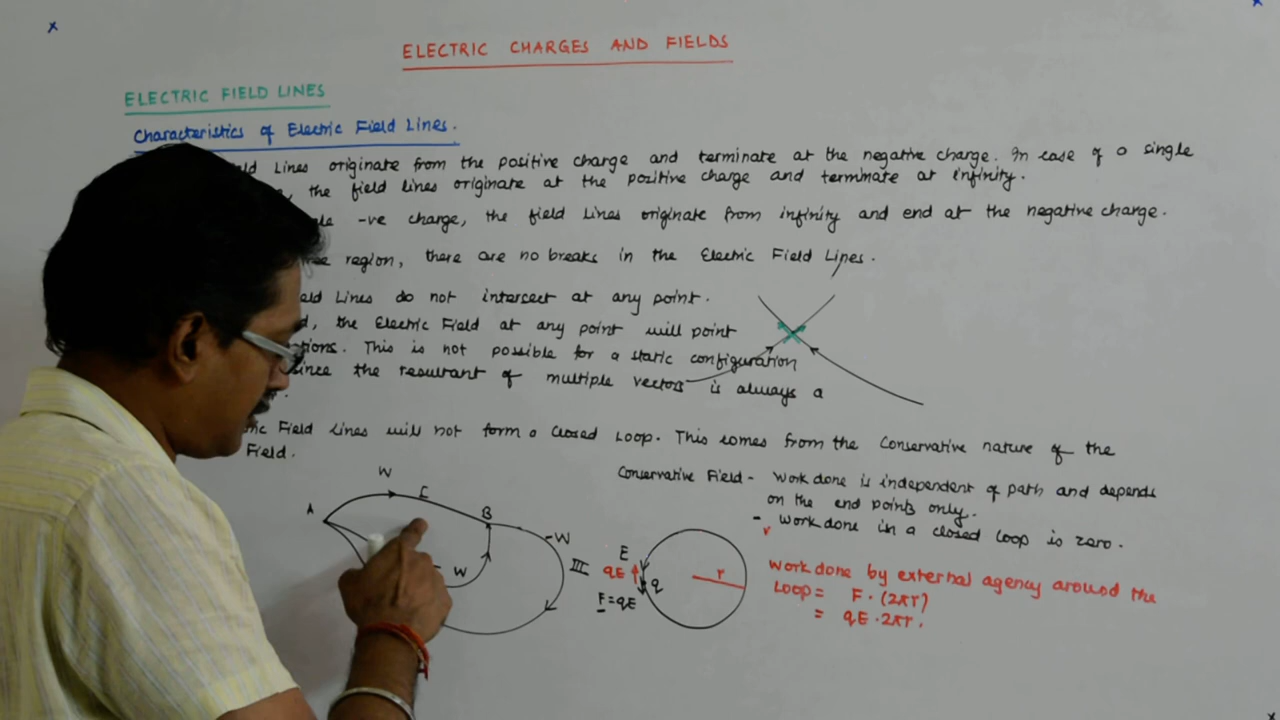 ELECTRIC CHARGES AND FIELDS
ELECTRIC FIELD LINES
Characteristics of Electric Field Lines.
Lines originate from the positive charge and terminate at the negative charge. In case of a single
, the field lines originate at the positive charge and terminate at infinity.
-ve charge, the field lines originate from infinity and end at the negative charge.
region, there are no breaks in the Electric Field Lines.
Lines do not intersect at any point.
, the Electric Field at any point will point
This is not possible for a static configuration
since the resultant of multiple vectors is always a
Field lines will not form a closed Loop. This comes from the Conservative nature of the
Field.
Conservative Field - Work done is independent of path and depends
on the end points only.
- Work done in a closed loop is zero.
W
A
C
B
-W
W
III
E
qE
q
F = qE
r
r
Work done by external agency around the
Loop = F · (2πr)
= qE · 2πr.